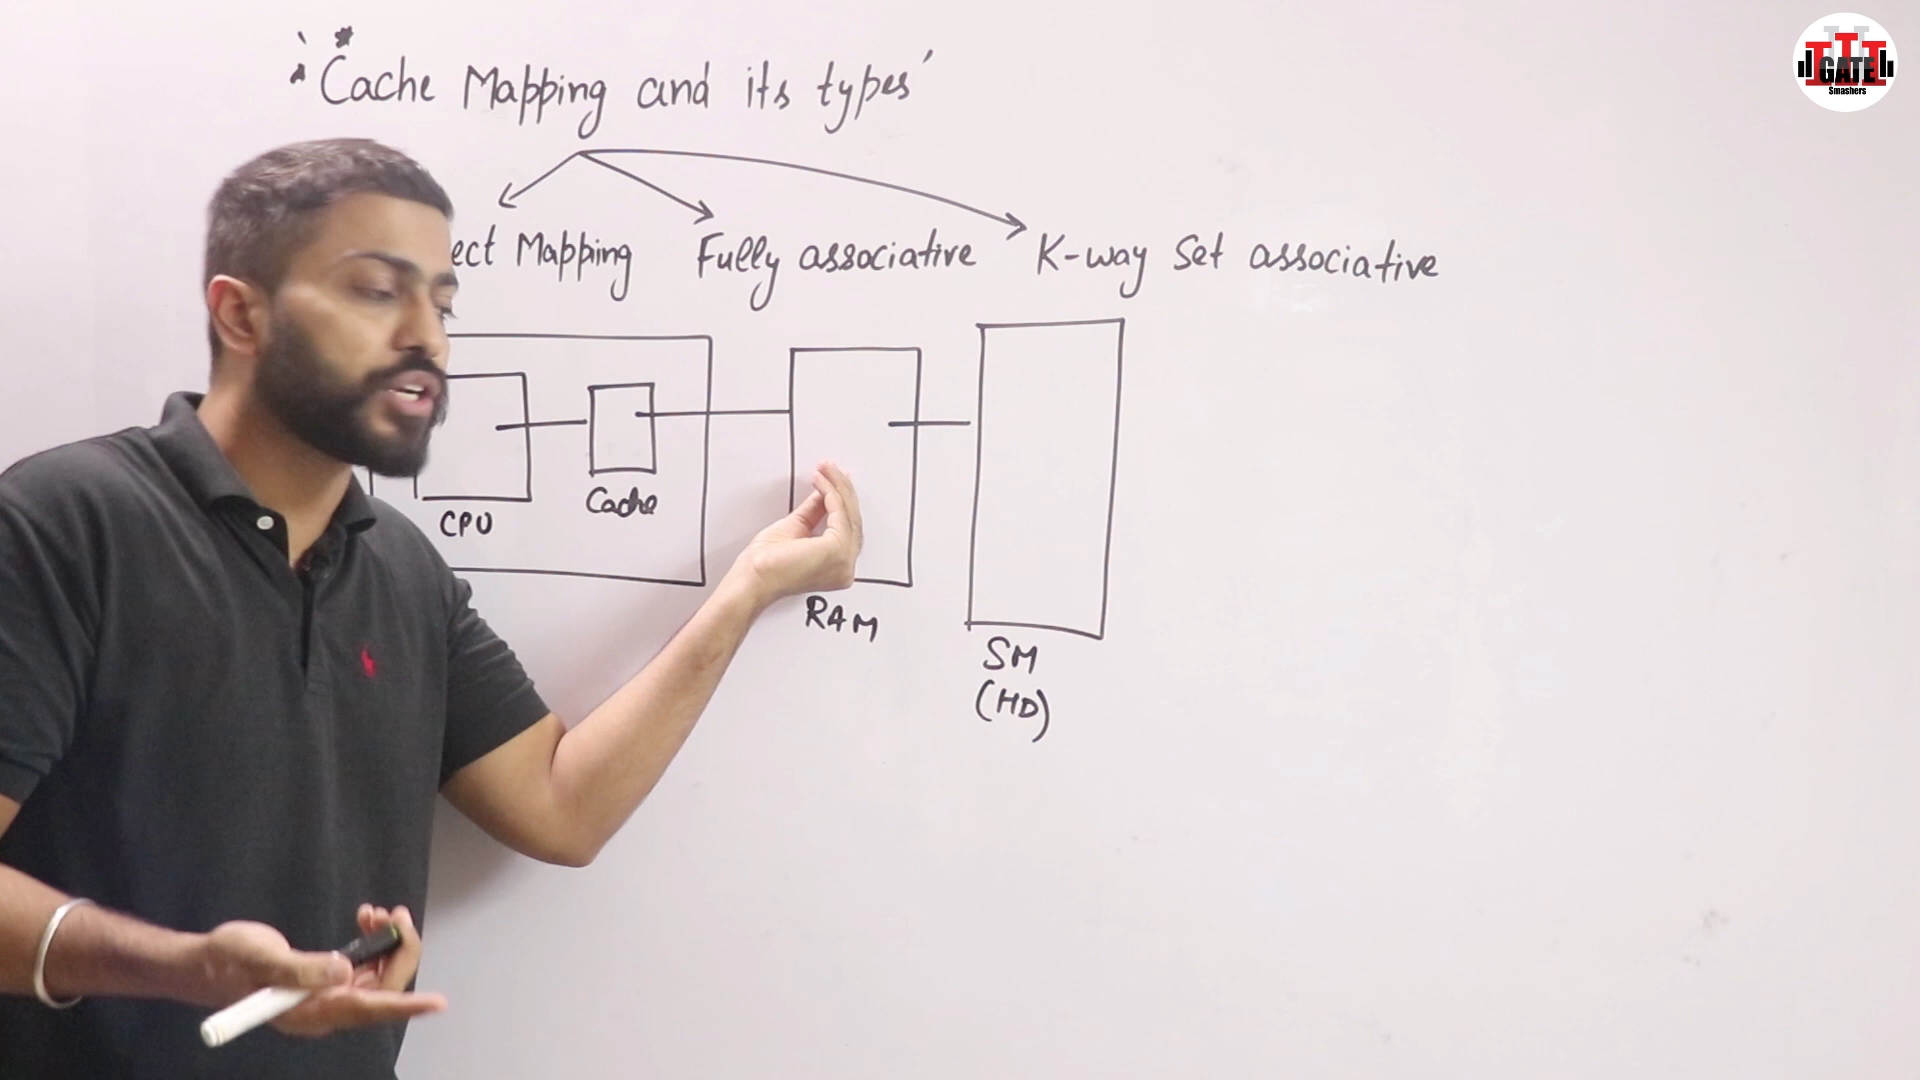 GATE
Smashers
'Cache Mapping and its types'
ect Mapping Fully associative K-way Set associative
CPU
Cache
RAM
SM
(HD)